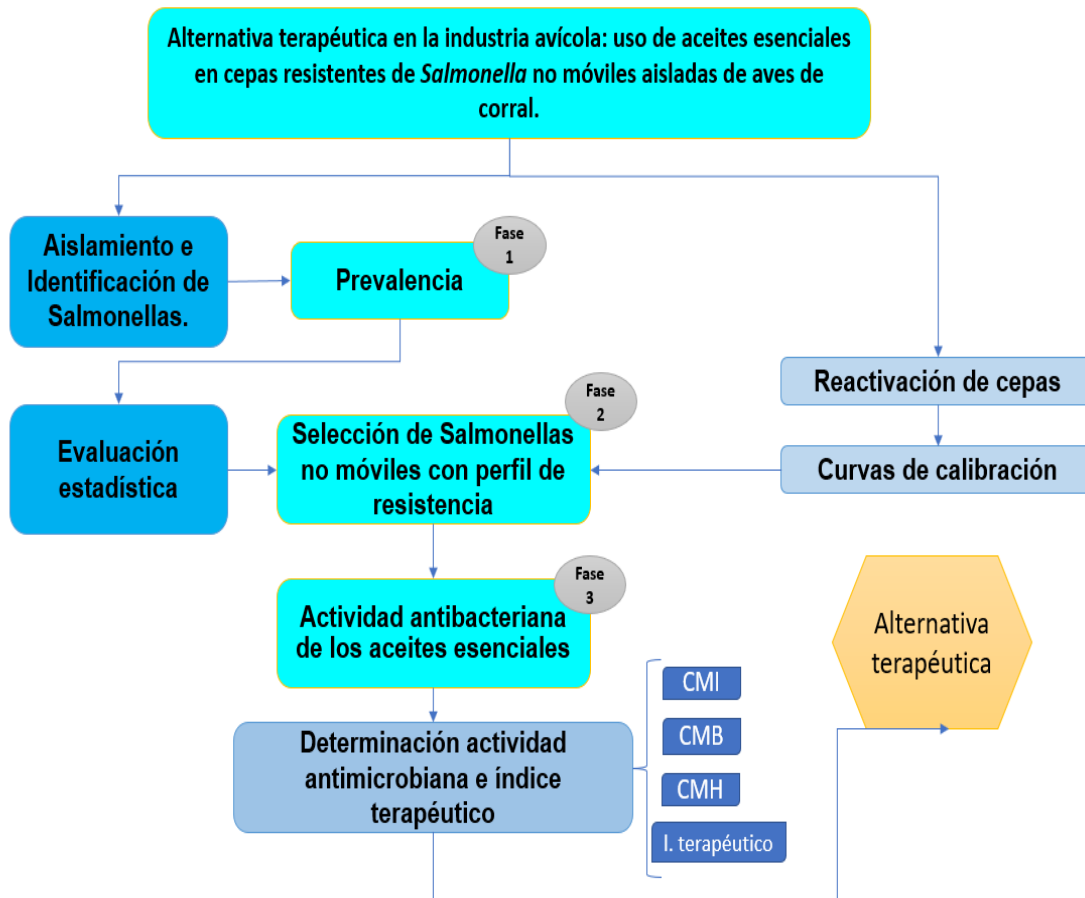 Alternativa terapéutica en la industria avícola: uso de aceites esenciales
en cepas resistentes de Salmonella no móviles aisladas de aves de
corral.
Aislamiento e
Identificación de
Salmonellas.
Fase
1
Prevalencia
Reactivación de cepas
Evaluación
estadística
Fase
2
Selección de Salmonellas
no móviles con perfil de
resistencia
Curvas de calibración
Fase
3
Actividad antibacteriana
de los aceites esenciales
Alternativa
terapéutica
Determinación actividad
antimicrobiana e índice
terapéutico
CMI
CMB
CMH
I. terapéutico